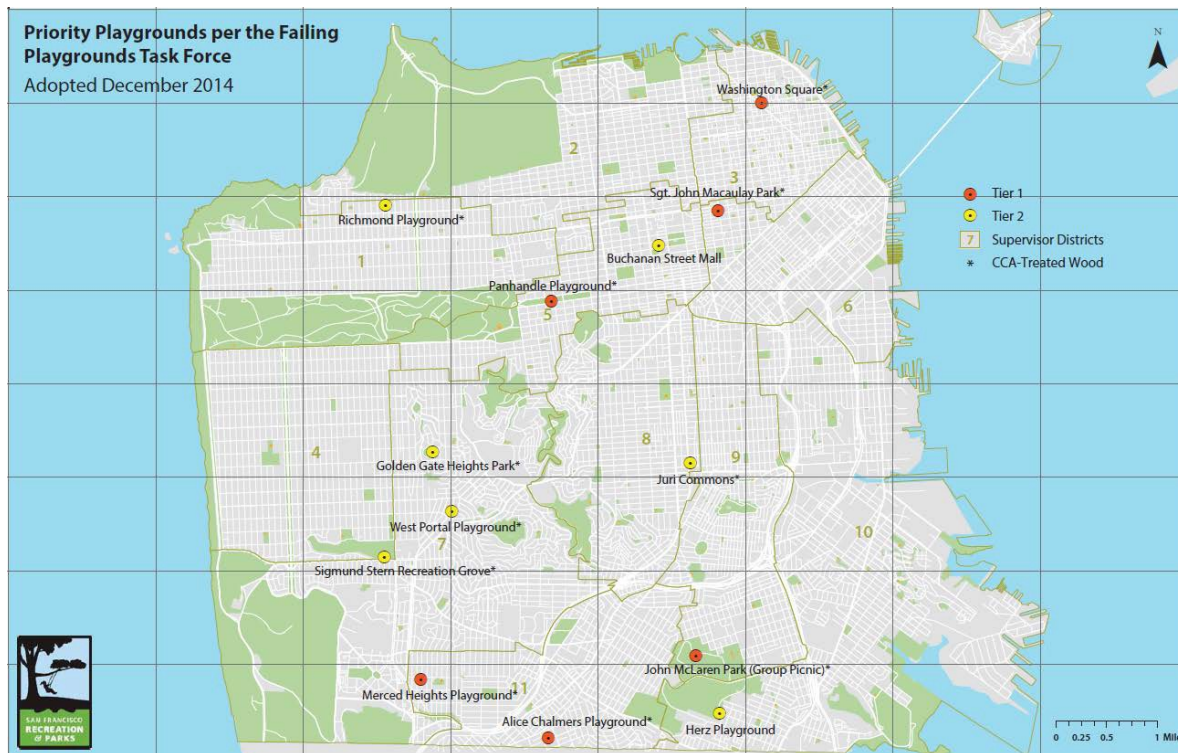 Priority Playgrounds per the Failing
Playgrounds Task Force
Adopted December 2014
N
Washington Square*
2
3
Sgt. John Macaulay Park*
Tier 1
Tier 2
7 Supervisor Districts
* CCA-Treated Wood
Richmond Playground*
Buchanan Street Mall
1
Panhandle Playground*
5
6
4
8
9
Golden Gate Heights Park*
Juri Commons*
West Portal Playground*
7
10
Sigmund Stern Recreation Grove*
John McLaren Park (Group Picnic)*
Merced Heights Playground*
11
Alice Chalmers Playground*
Herz Playground
SAN FRANCISCO
RECREATION
& PARKS
0 0.25 0.5 1 Mile